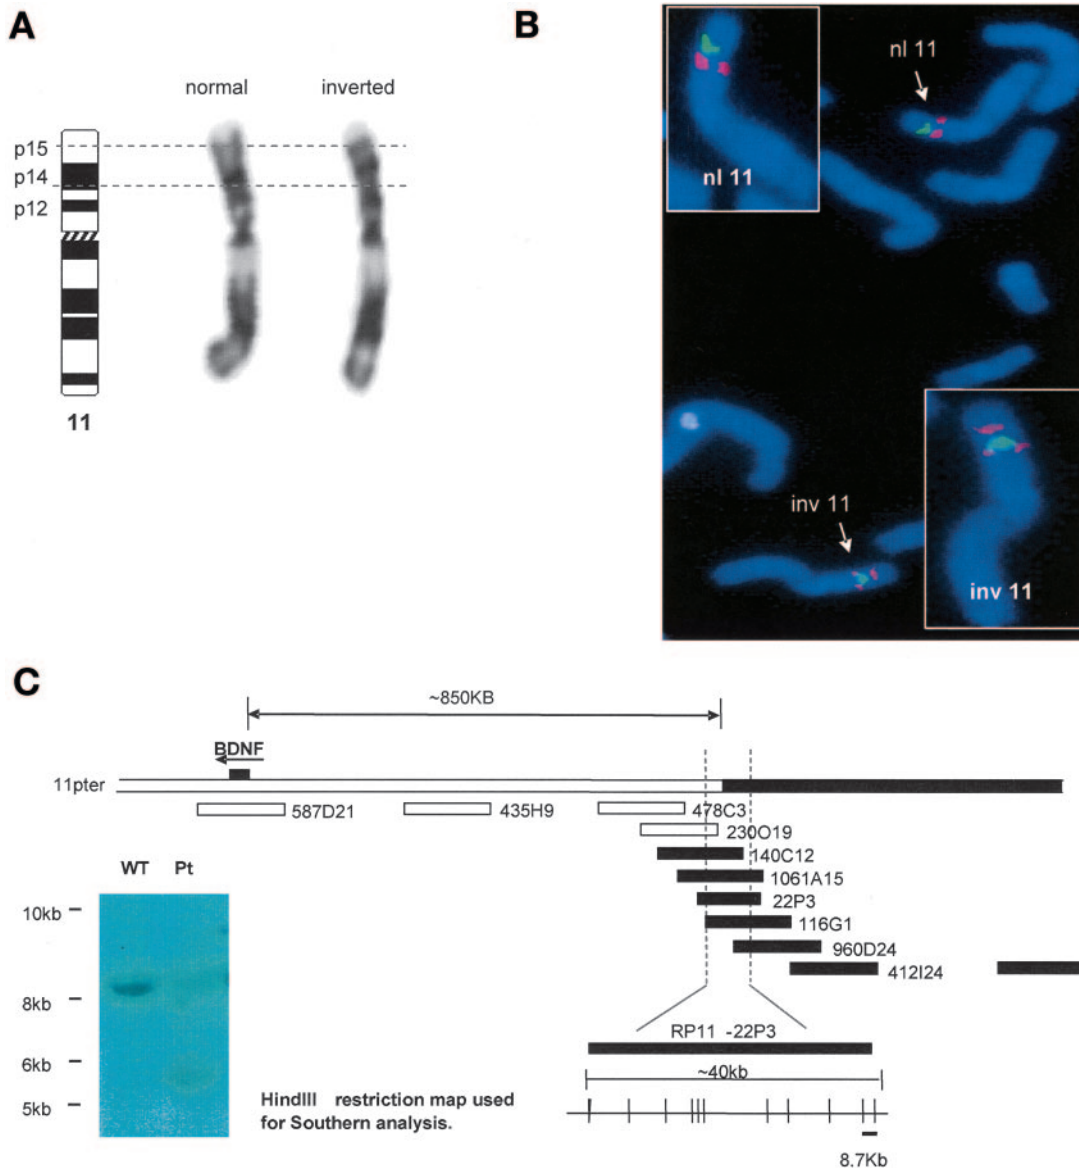 A
B
normal
inverted
p15
p14
p12
11
nl 11
nl 11
inv 11
inv 11
C
~850KB
BDNF
11pter
587D21
435H9
478C3
230O19
140C12
1061A15
22P3
116G1
960D24
412I24
WT
Pt
10kb
8kb
6kb
5kb
RP11 -22P3
~40kb
HindIII restriction map used
for Southern analysis.
8.7Kb